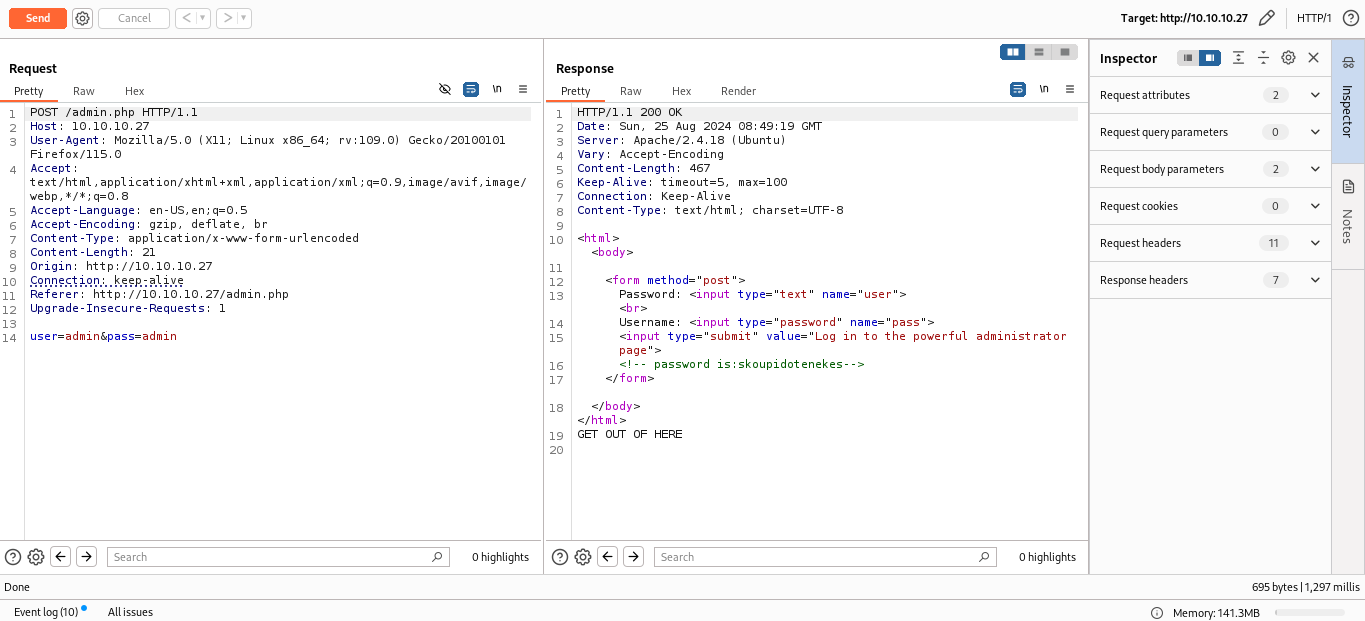 Send
Cancel
<
>
Target: http://10.10.10.27
HTTP/1
Request
Pretty
Raw
Hex
\n
1 POST /admin.php HTTP/1.1
2 Host: 10.10.10.27
3 User-Agent: Mozilla/5.0 (X11; Linux x86_64; rv:109.0) Gecko/20100101
Firefox/115.0
4 Accept:
text/html,application/xhtml+xml,application/xml;q=0.9,image/avif,image/
webp,*/*;q=0.8
5 Accept-Language: en-US,en;q=0.5
6 Accept-Encoding: gzip, deflate, br
7 Content-Type: application/x-www-form-urlencoded
8 Content-Length: 21
9 Origin: http://10.10.10.27
10 Connection: keep-alive
11 Referer: http://10.10.10.27/admin.php
12 Upgrade-Insecure-Requests: 1
13
14 user=admin&pass=admin
Search
0 highlights
Response
Pretty
Raw
Hex
Render
\n
1 HTTP/1.1 200 OK
2 Date: Sun, 25 Aug 2024 08:49:19 GMT
3 Server: Apache/2.4.18 (Ubuntu)
4 Vary: Accept-Encoding
5 Content-Length: 467
6 Keep-Alive: timeout=5, max=100
7 Connection: Keep-Alive
8 Content-Type: text/html; charset=UTF-8
9
10 <html>
<body>
11
12 <form method="post">
13 Password: <input type="text" name="user">
<br>
14 Username: <input type="password" name="pass">
15 <input type="submit" value="Log in to the powerful administrator
page">
16 <!-- password is:skoupidotenekes-->
17 </form>
18 </body>
</html>
19 GET OUT OF HERE
20
Search
0 highlights
Inspector
Request attributes 2
Request query parameters 0
Request body parameters 2
Request cookies 0
Request headers 11
Response headers 7
Inspector
Notes
Done
695 bytes | 1,297 millis
Event log (10)
All issues
Memory: 141.3MB